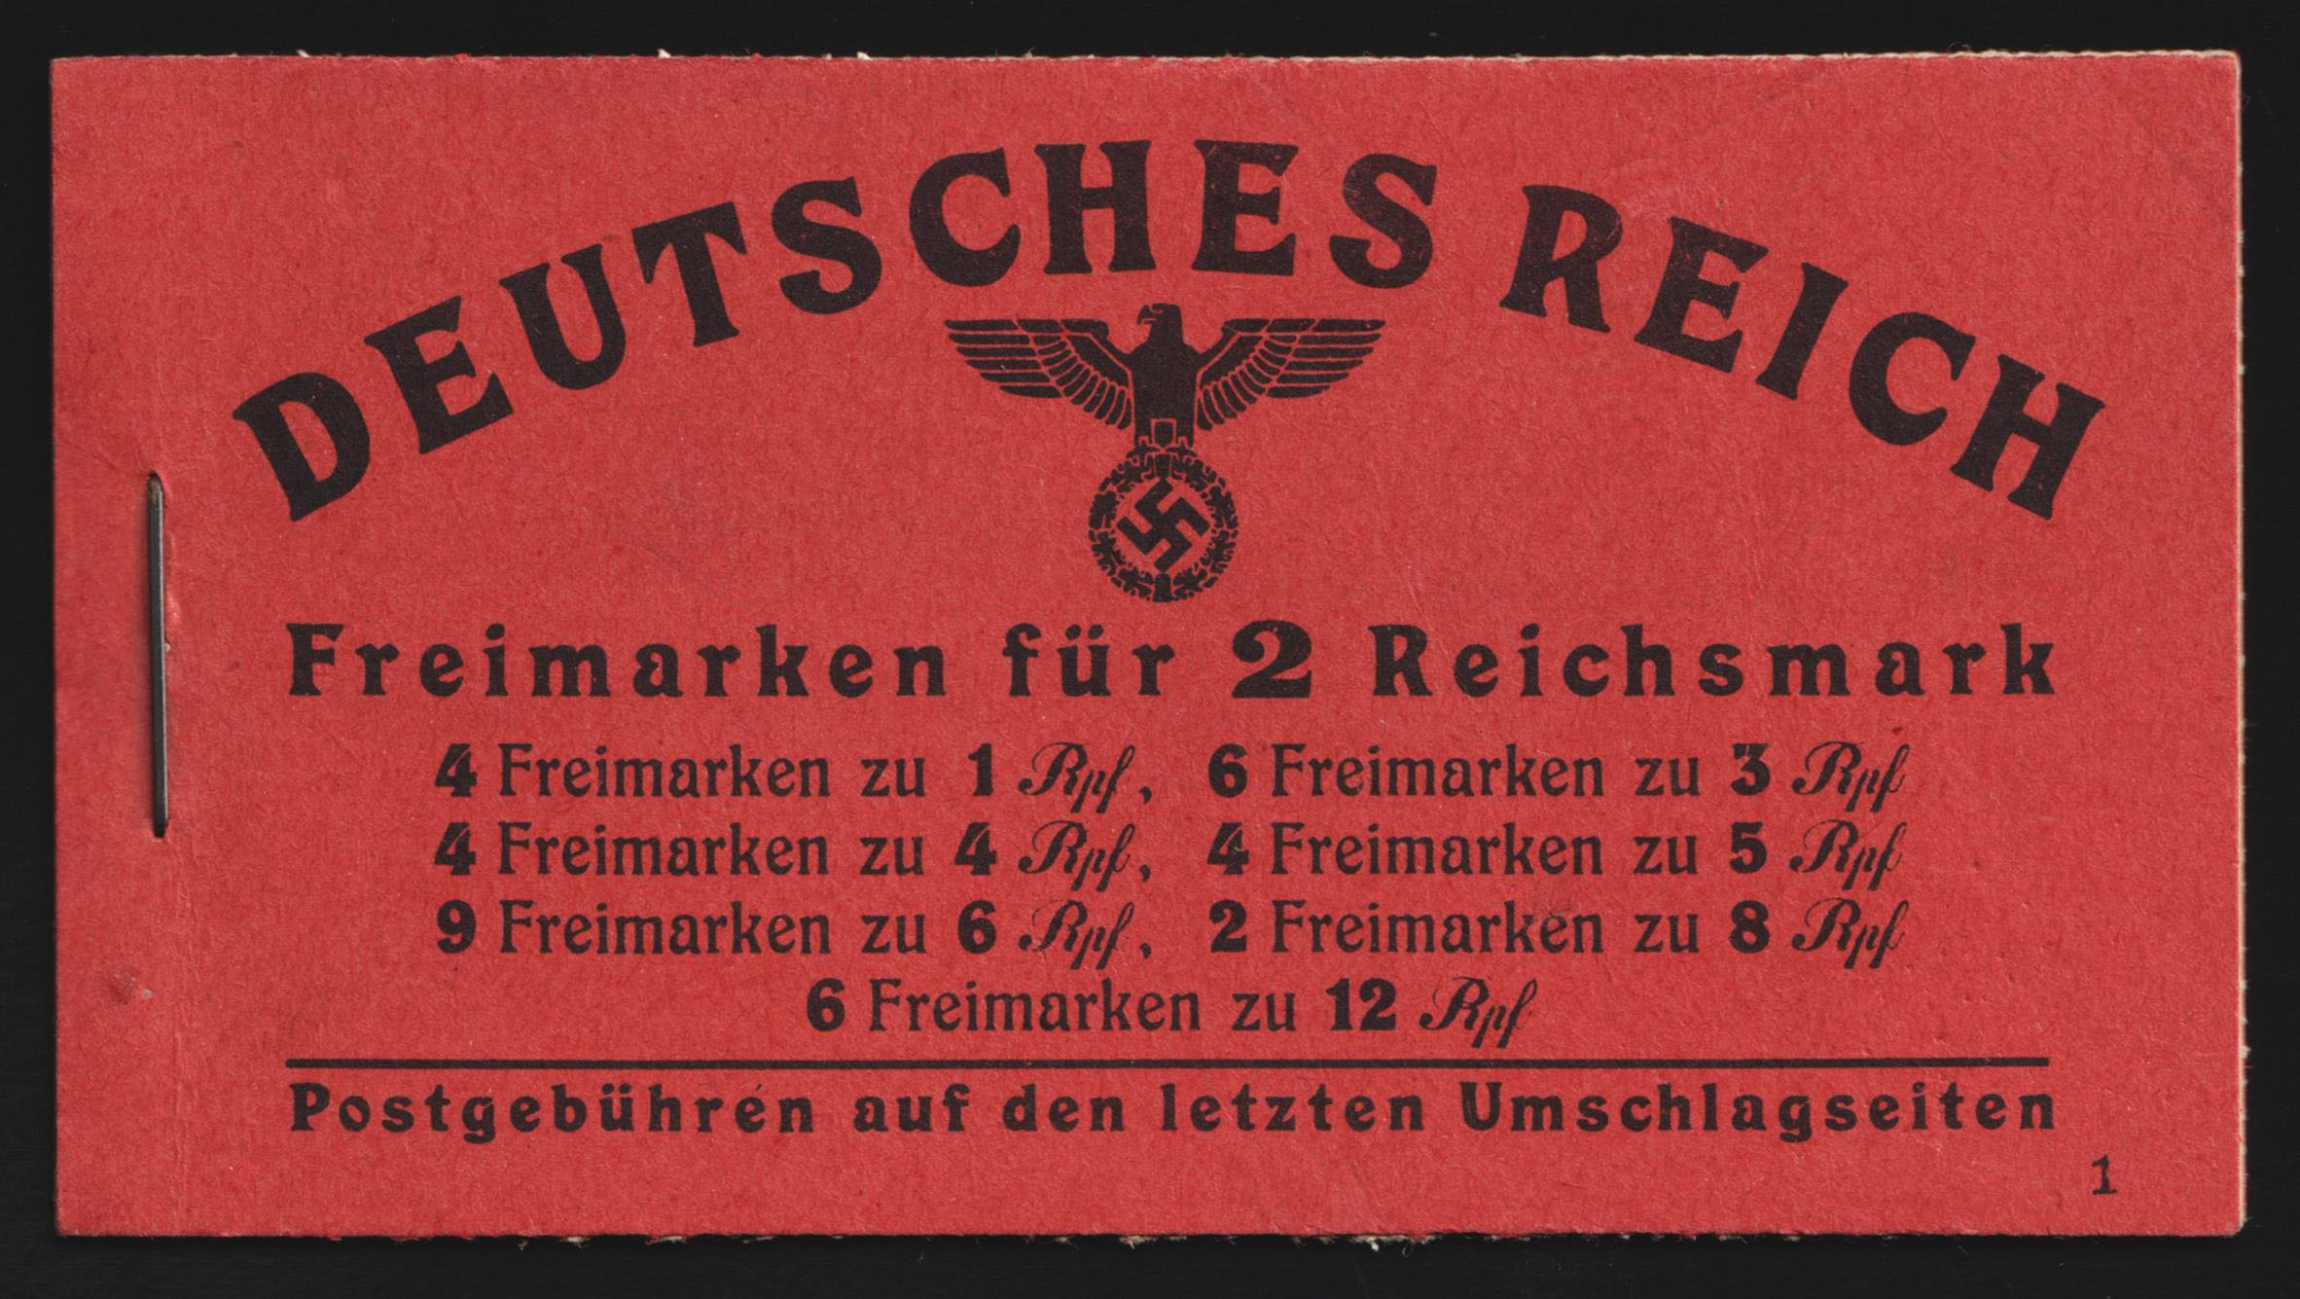 DEUTSCHES REICH
Freimarken für 2 Reichsmark
4 Freimarken zu 1 Rpf, 6 Freimarken zu 3 Rpf
4 Freimarken zu 4 Rpf, 4 Freimarken zu 5 Rpf
9 Freimarken zu 6 Rpf, 2 Freimarken zu 8 Rpf
6 Freimarken zu 12 Rpf
Postgebühren auf den letzten Umschlagseiten
1